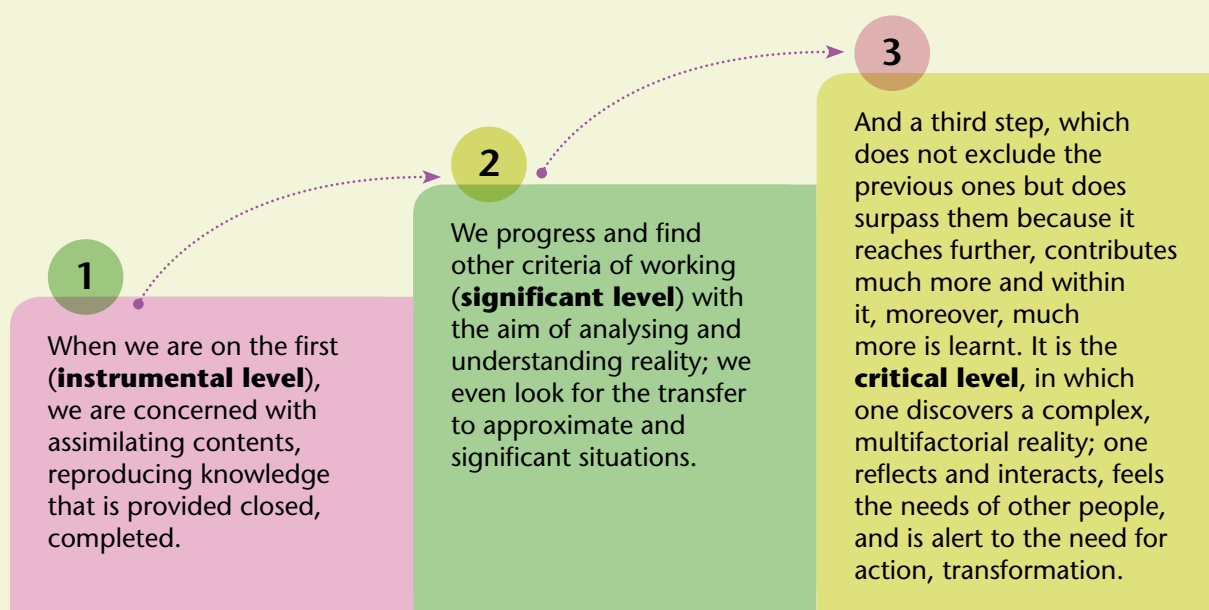 1
When we are on the first
(instrumental level),
we are concerned with
assimilating contents,
reproducing knowledge
that is provided closed,
completed.
2
We progress and find
other criteria of working
(significant level) with
the aim of analysing and
understanding reality; we
even look for the transfer
to approximate and
significant situations.
3
And a third step, which
does not exclude the
previous ones but does
surpass them because it
reaches further, contributes
much more and within
it, moreover, much
more is learnt. It is the
critical level, in which
one discovers a complex,
multifactorial reality; one
reflects and interacts, feels
the needs of other people,
and is alert to the need for
action, transformation.